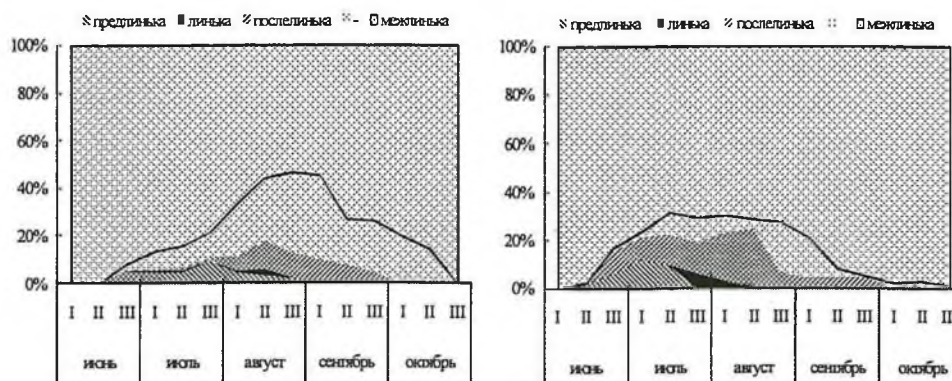 предлинька линька послелинька - межлинька
100%
80%
60%
40%
20%
0%
I II III I II III I II III I II III I II III
июнь июль август сентябрь октябрь
предлинька линька послелинька межлинька
100%
80%
60%
40%
20%
0%
I II III I II III I II III I II III I II II
июнь июль август сентябрь октябрь